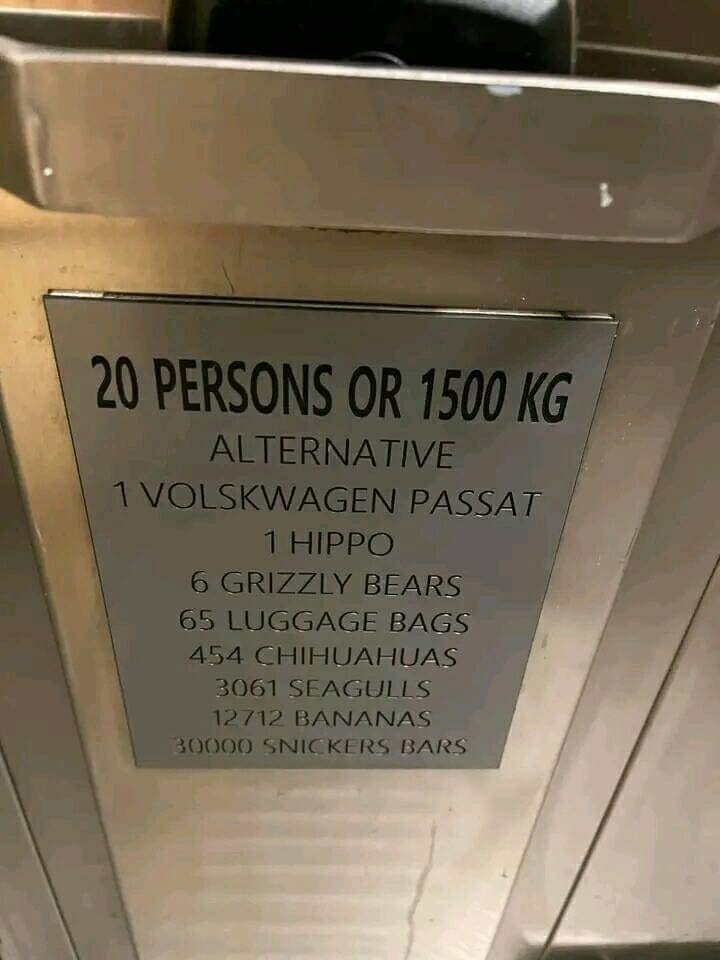 20 PERSONS OR 1500 KG
ALTERNATIVE
1 VOLSKWAGEN PASSAT
1 HIPPO
6 GRIZZLY BEARS
65 LUGGAGE BAGS
454 CHIHUAHUAS
3061 SEAGULLS
12712 BANANAS
30000 SNICKERS BARS